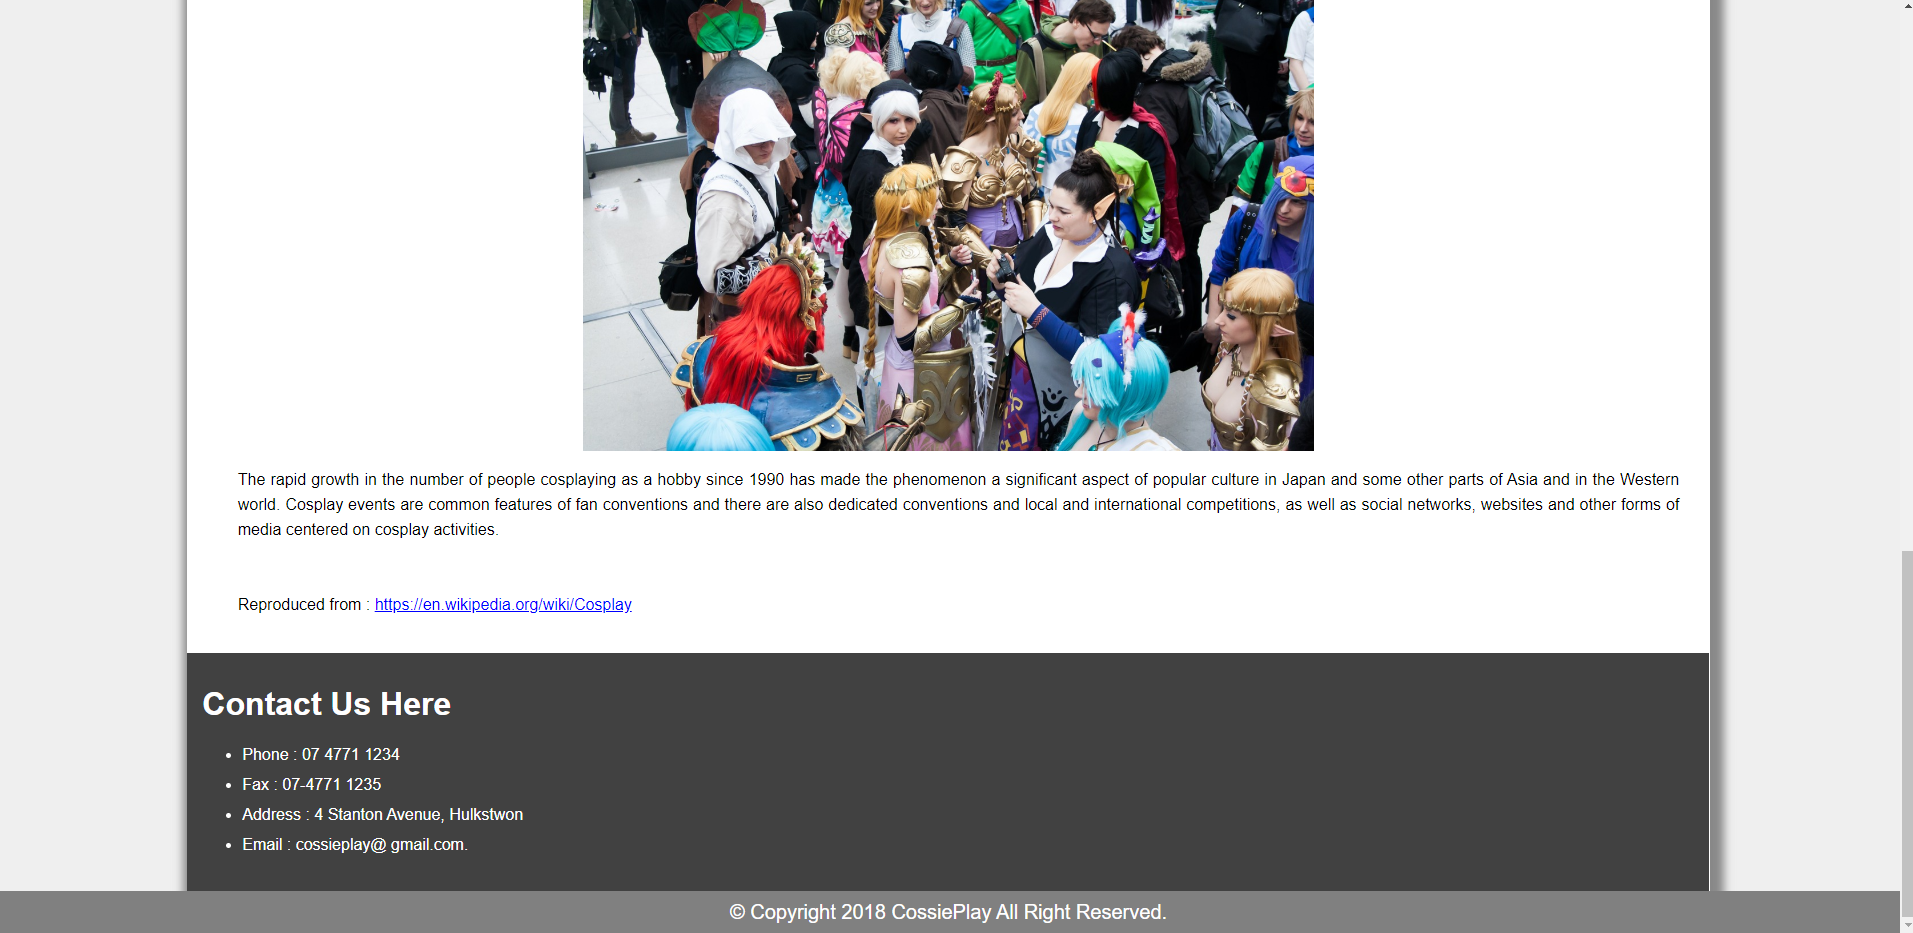 The rapid growth in the number of people cosplaying as a hobby since 1990 has made the phenomenon a significant aspect of popular culture in Japan and some other parts of Asia and in the Western
world. Cosplay events are common features of fan conventions and there are also dedicated conventions and local and international competitions, as well as social networks, websites and other forms of
media centered on cosplay activities.
Reproduced from : https://en.wikipedia.org/wiki/Cosplay
Contact Us Here
• Phone : 07 4771 1234
• Fax : 07-4771 1235
• Address : 4 Stanton Avenue, Hulkstwon
• Email : cossieplay@ gmail.com.
© Copyright 2018 CossiePlay All Right Reserved.